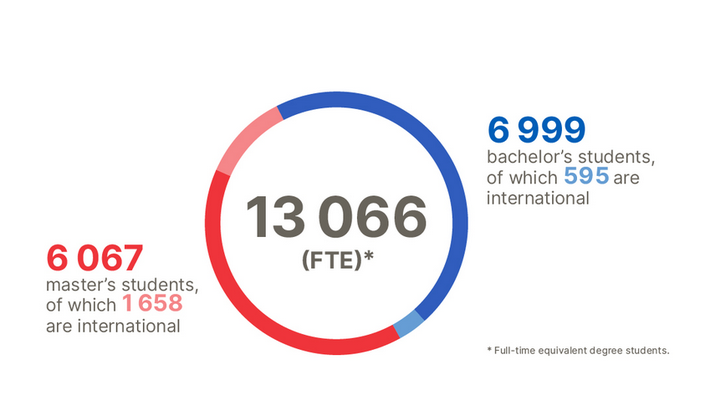 6 999
bachelor's students,
of which 595 are
international
13 066
(FTE)*
6 067
master's students,
of which 1 658
are international
* Full-time equivalent degree students.